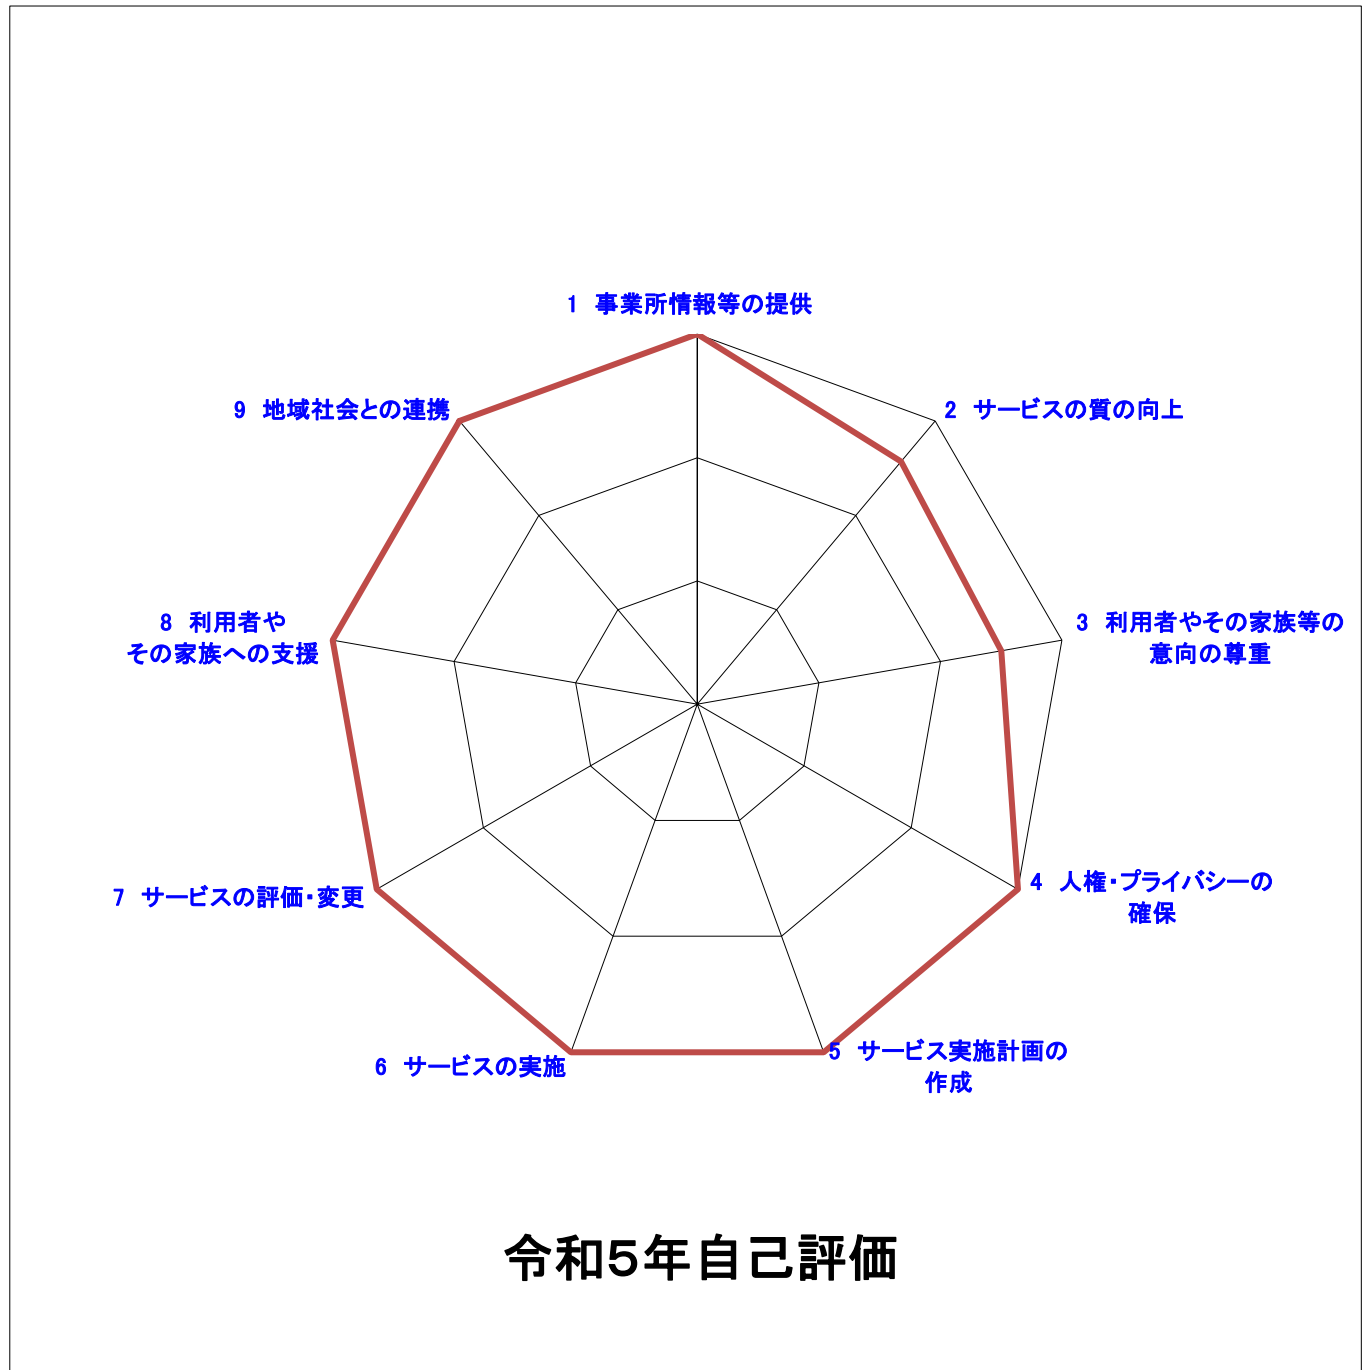 1 事業所情報等の提供
2 サービスの質の向上
3 利用者やその家族等の
意向の尊重
4 人権・プライバシーの
確保
5 サービス実施計画の
作成
6 サービスの実施
7 サービスの評価・変更
8 利用者や
その家族への支援
9 地域社会との連携
令和5年自己評価